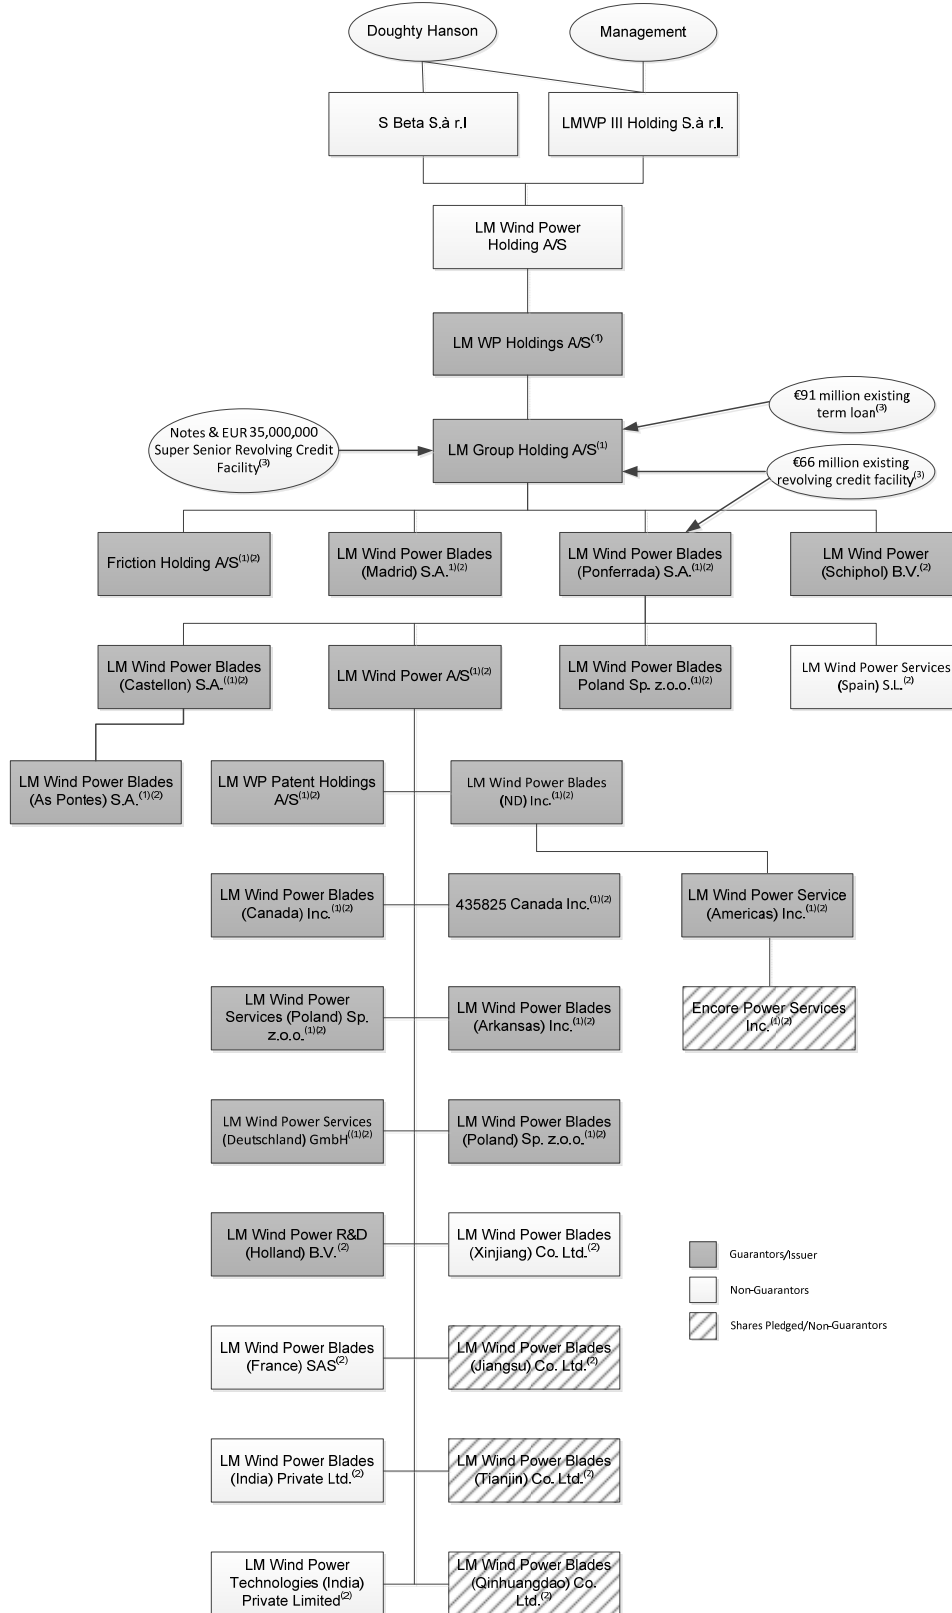 Doughty Hanson
Management
S Beta S.à r.l
LMWP III Holding S.à r.l.
LM Wind Power
Holding A/S
LM WP Holdings A/S(1)
€91 million existing
term loan(3)
Notes & EUR 35,000,000
Super Senior Revolving Credit
Facility(3)
LM Group Holding A/S(1)
€66 million existing
revolving credit facility(3)
Friction Holding A/S(1)(2)
LM Wind Power Blades
(Madrid) S.A.1)(2)
LM Wind Power Blades
(Ponferrada) S.A.(1)(2)
LM Wind Power
(Schiphol) B.V.(2)
LM Wind Power Blades
(Castellon) S.A.((1)(2)
LM Wind Power A/S(1)(2)
LM Wind Power Blades
Poland Sp. z.o.o.(1)(2)
LM Wind Power Services
(Spain) S.L.(2)
LM Wind Power Blades
(As Pontes) S.A.(1)(2)
LM WP Patent Holdings
A/S(1)(2)
LM Wind Power Blades
(ND) Inc.(1)(2)
LM Wind Power Blades
(Canada) Inc.(1)(2)
435825 Canada Inc.(1)(2)
LM Wind Power Service
(Americas) Inc.(1)(2)
LM Wind Power
Services (Poland) Sp.
z.o.o.(1)(2)
LM Wind Power Blades
(Arkansas) Inc.(1)(2)
Encore Power Services
Inc.(1)(2)
LM Wind Power Services
(Deutschland) GmbH((1)(2)
LM Wind Power Blades
(Poland) Sp. z.o.o.(1)(2)
LM Wind Power R&D
(Holland) B.V.(2)
LM Wind Power Blades
(Xinjiang) Co. Ltd.(2)
Guarantors/Issuer
Non-Guarantors
Shares Pledged/Non-Guarantors
LM Wind Power Blades
(France) SAS(2)
LM Wind Power Blades
(Jiangsu) Co. Ltd.(2)
LM Wind Power Blades
(India) Private Ltd.(2)
LM Wind Power Blades
(Tianjin) Co. Ltd.(2)
LM Wind Power
Technologies (India)
Private Limited(2)
LM Wind Power Blades
(Qinhuangdao) Co.
Ltd.(2)